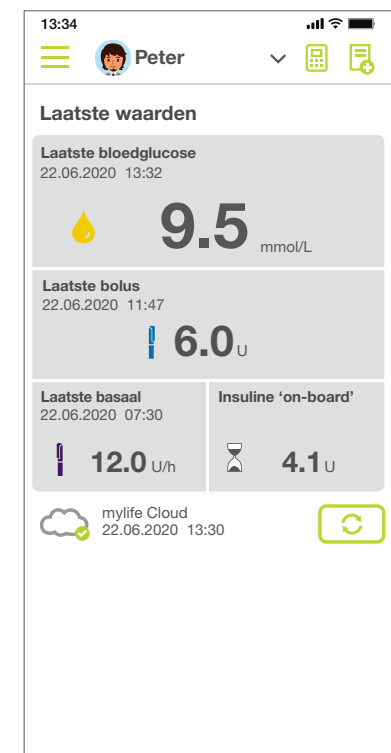 13:34
Peter
Laatste waarden
Laatste bloedglucose
22.06.2020 13:32
9.5 mmol/L
Laatste bolus
22.06.2020 11:47
6.0 U
Laatste basaal
22.06.2020 07:30
12.0 U/h
Insuline ‘on-board’
4.1 U
mylife Cloud
22.06.2020 13:30